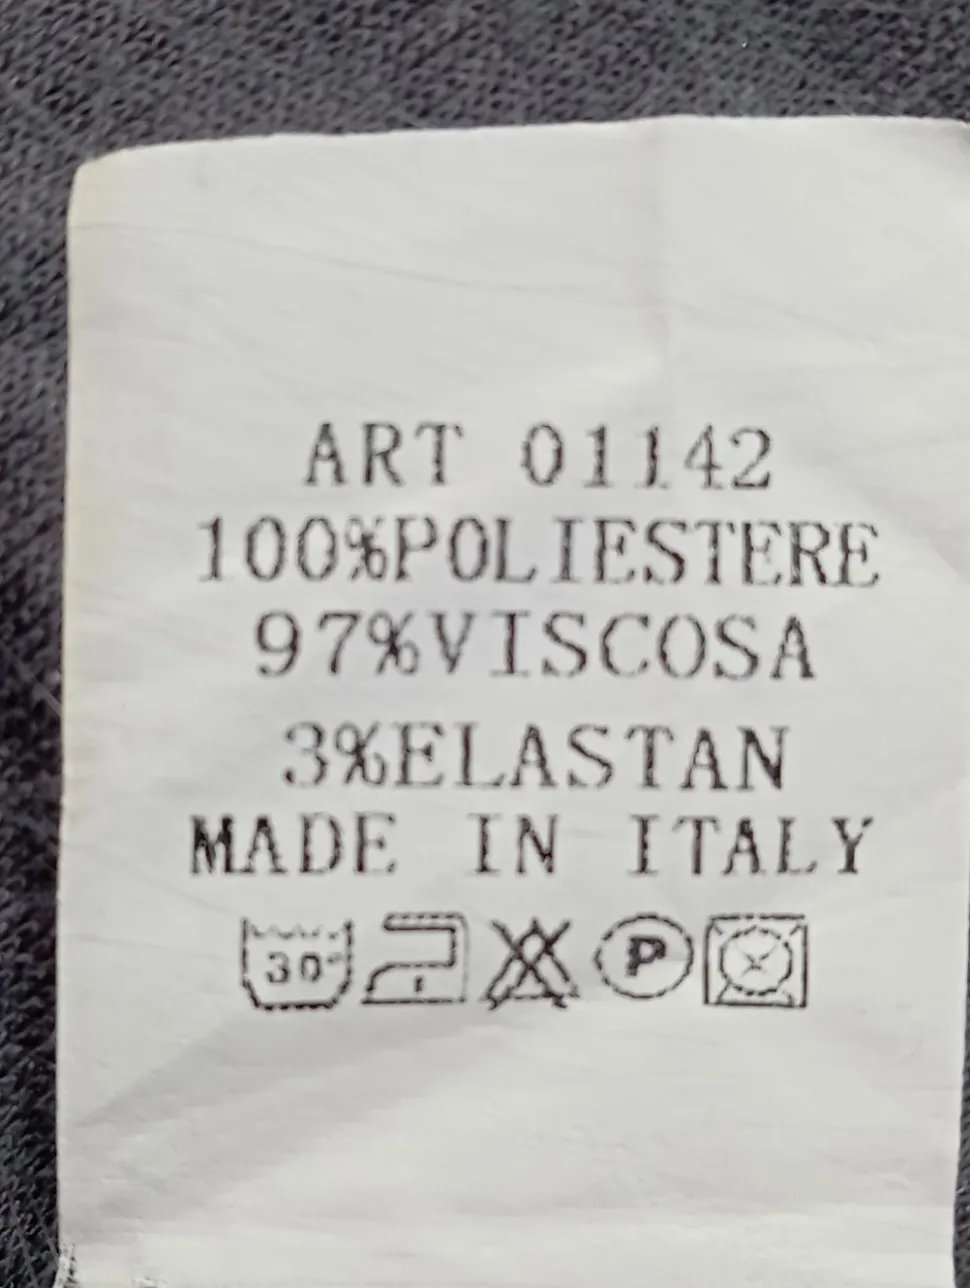 ART 01142
100%POLIESTERE
97%VISCOSA
3%ELASTAN
MADE IN ITALY
30° P